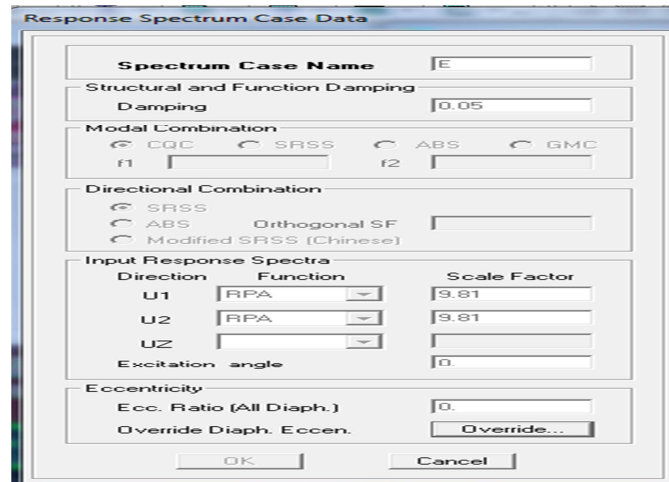 Response Spectrum Case Data
Spectrum Case Name E
Structural and Function Damping
Damping 0.05
Modal Combination
CQC SRSS ABS GMC
f1 f2
Directional Combination
SRSS
ABS Orthogonal SF
Modified SRSS (Chinese)
Input Response Spectra
Direction Function Scale Factor
U1 RPA 9.81
U2 RPA 9.81
UZ
Excitation angle 0.
Eccentricity
Ecc. Ratio (All Diaph.) 0.
Override Diaph. Eccen. Override...
OK Cancel